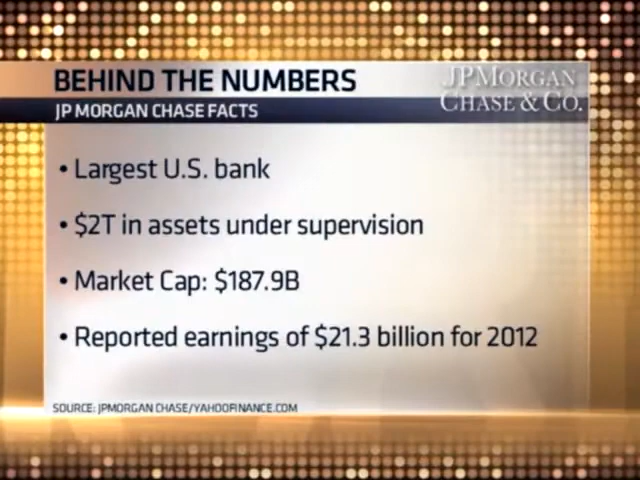 BEHIND THE NUMBERS
JPMORGAN
CHASE & CO.
JP MORGAN CHASE FACTS
• Largest U.S. bank
• $2T in assets under supervision
• Market Cap: $187.9B
• Reported earnings of $21.3 billion for 2012
SOURCE: JPMORGAN CHASE/YAHOOFINANCE.COM